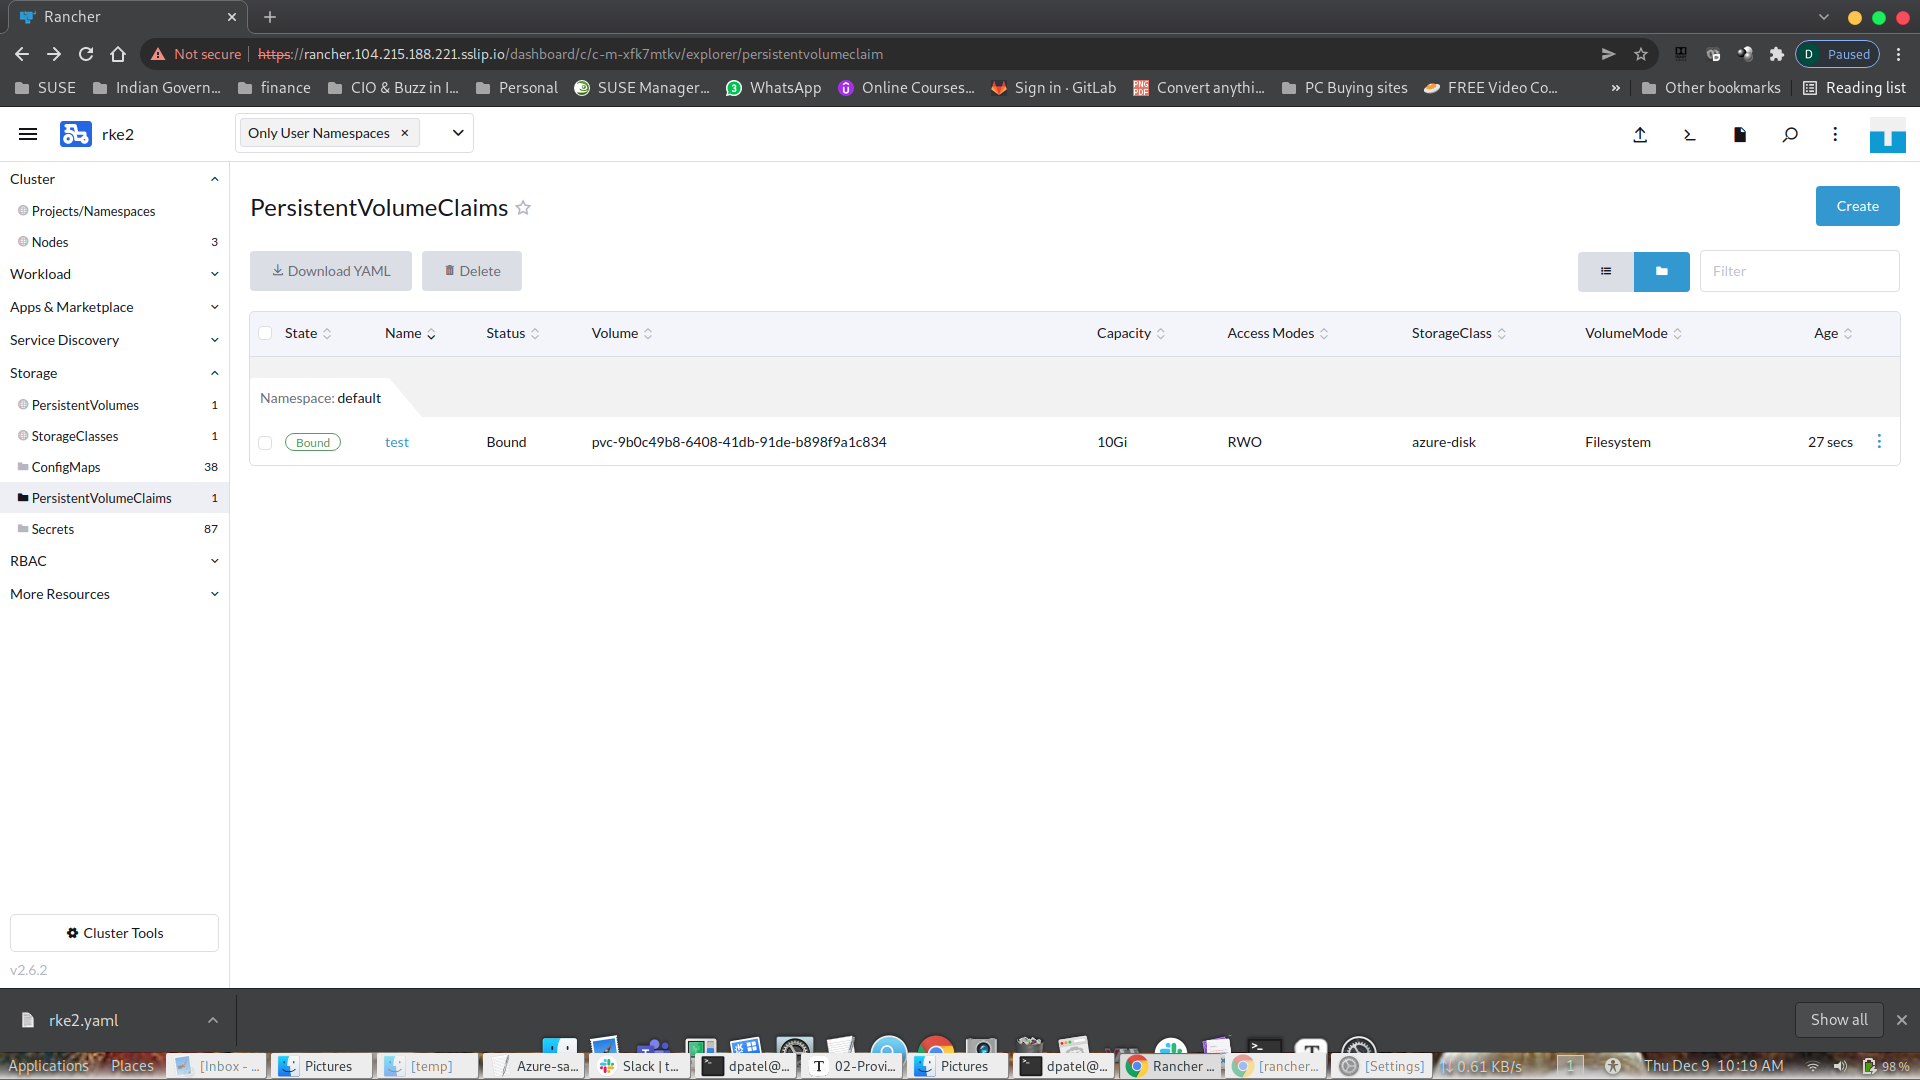 Rancher
Not secure https://rancher.104.215.188.221.sslip.io/dashboard/c/c-m-xfk7mtkv/explorer/persistentvolumeclaim
D Paused
SUSE Indian Govern... finance CIO & Buzz in I... Personal SUSE Manager... WhatsApp Online Courses... Sign in · GitLab Convert anythi... PC Buying sites FREE Video Co... » Other bookmarks Reading list
rke2 Only User Namespaces
Cluster
Projects/Namespaces
Nodes 3
Workload
Apps & Marketplace
Service Discovery
Storage
PersistentVolumes 1
StorageClasses 1
ConfigMaps 38
PersistentVolumeClaims 1
Secrets 87
RBAC
More Resources
Cluster Tools
v2.6.2
PersistentVolumeClaims
Create
Download YAML Delete Filter
State Name Status Volume Capacity Access Modes StorageClass VolumeMode Age
Namespace: default
Bound test Bound pvc-9b0c49b8-6408-41db-91de-b898f9a1c834 10Gi RWO azure-disk Filesystem 27 secs
rke2.yaml Show all
Applications Places [Inbox - ... Pictures [temp] Azure-sa... Slack | t... dpatel@... 02-Provi... Pictures dpatel@... Rancher ... [rancher... [Settings] 0.61 KB/s 1 Thu Dec 9 10:19 AM 98 %